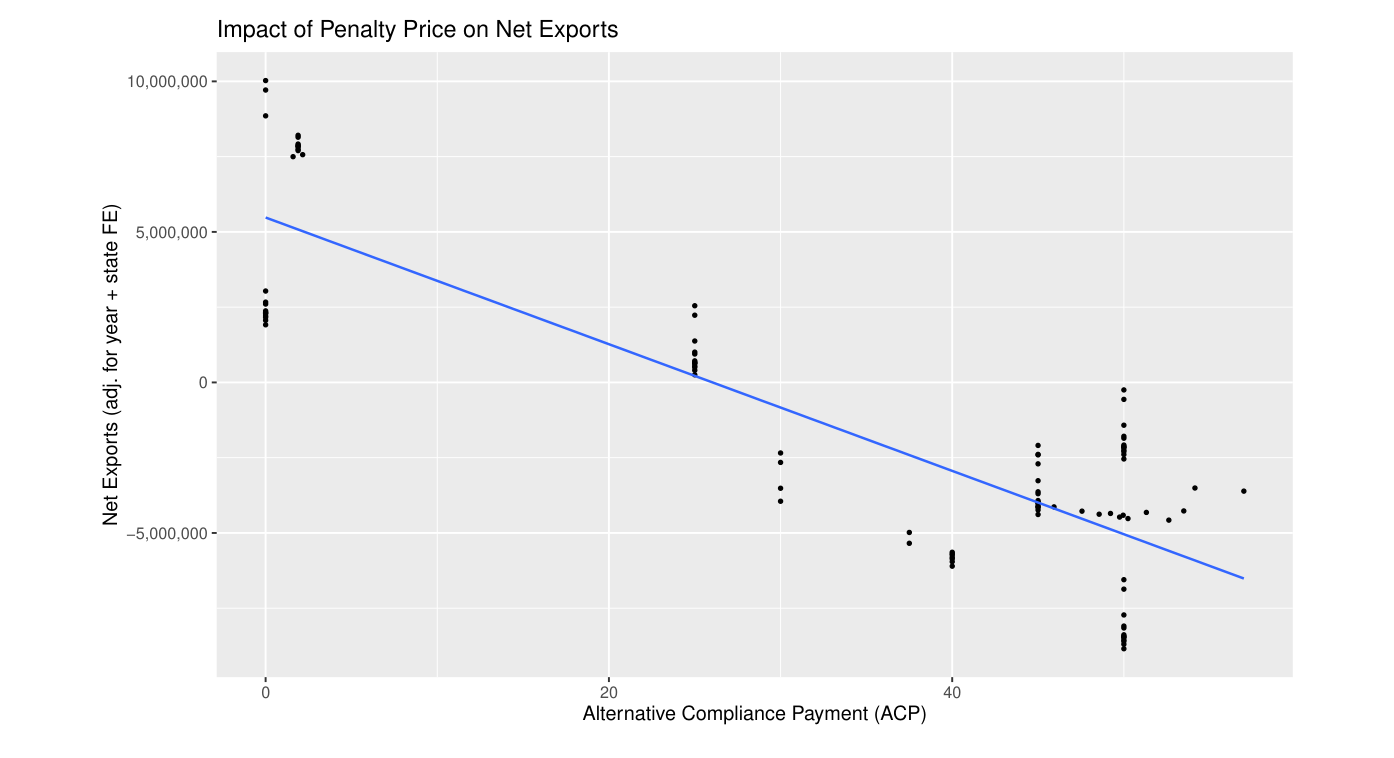 Impact of Penalty Price on Net Exports
Net Exports (adj. for year + state FE)
10,000,000
5,000,000
0
−5,000,000
0
20
40
Alternative Compliance Payment (ACP)